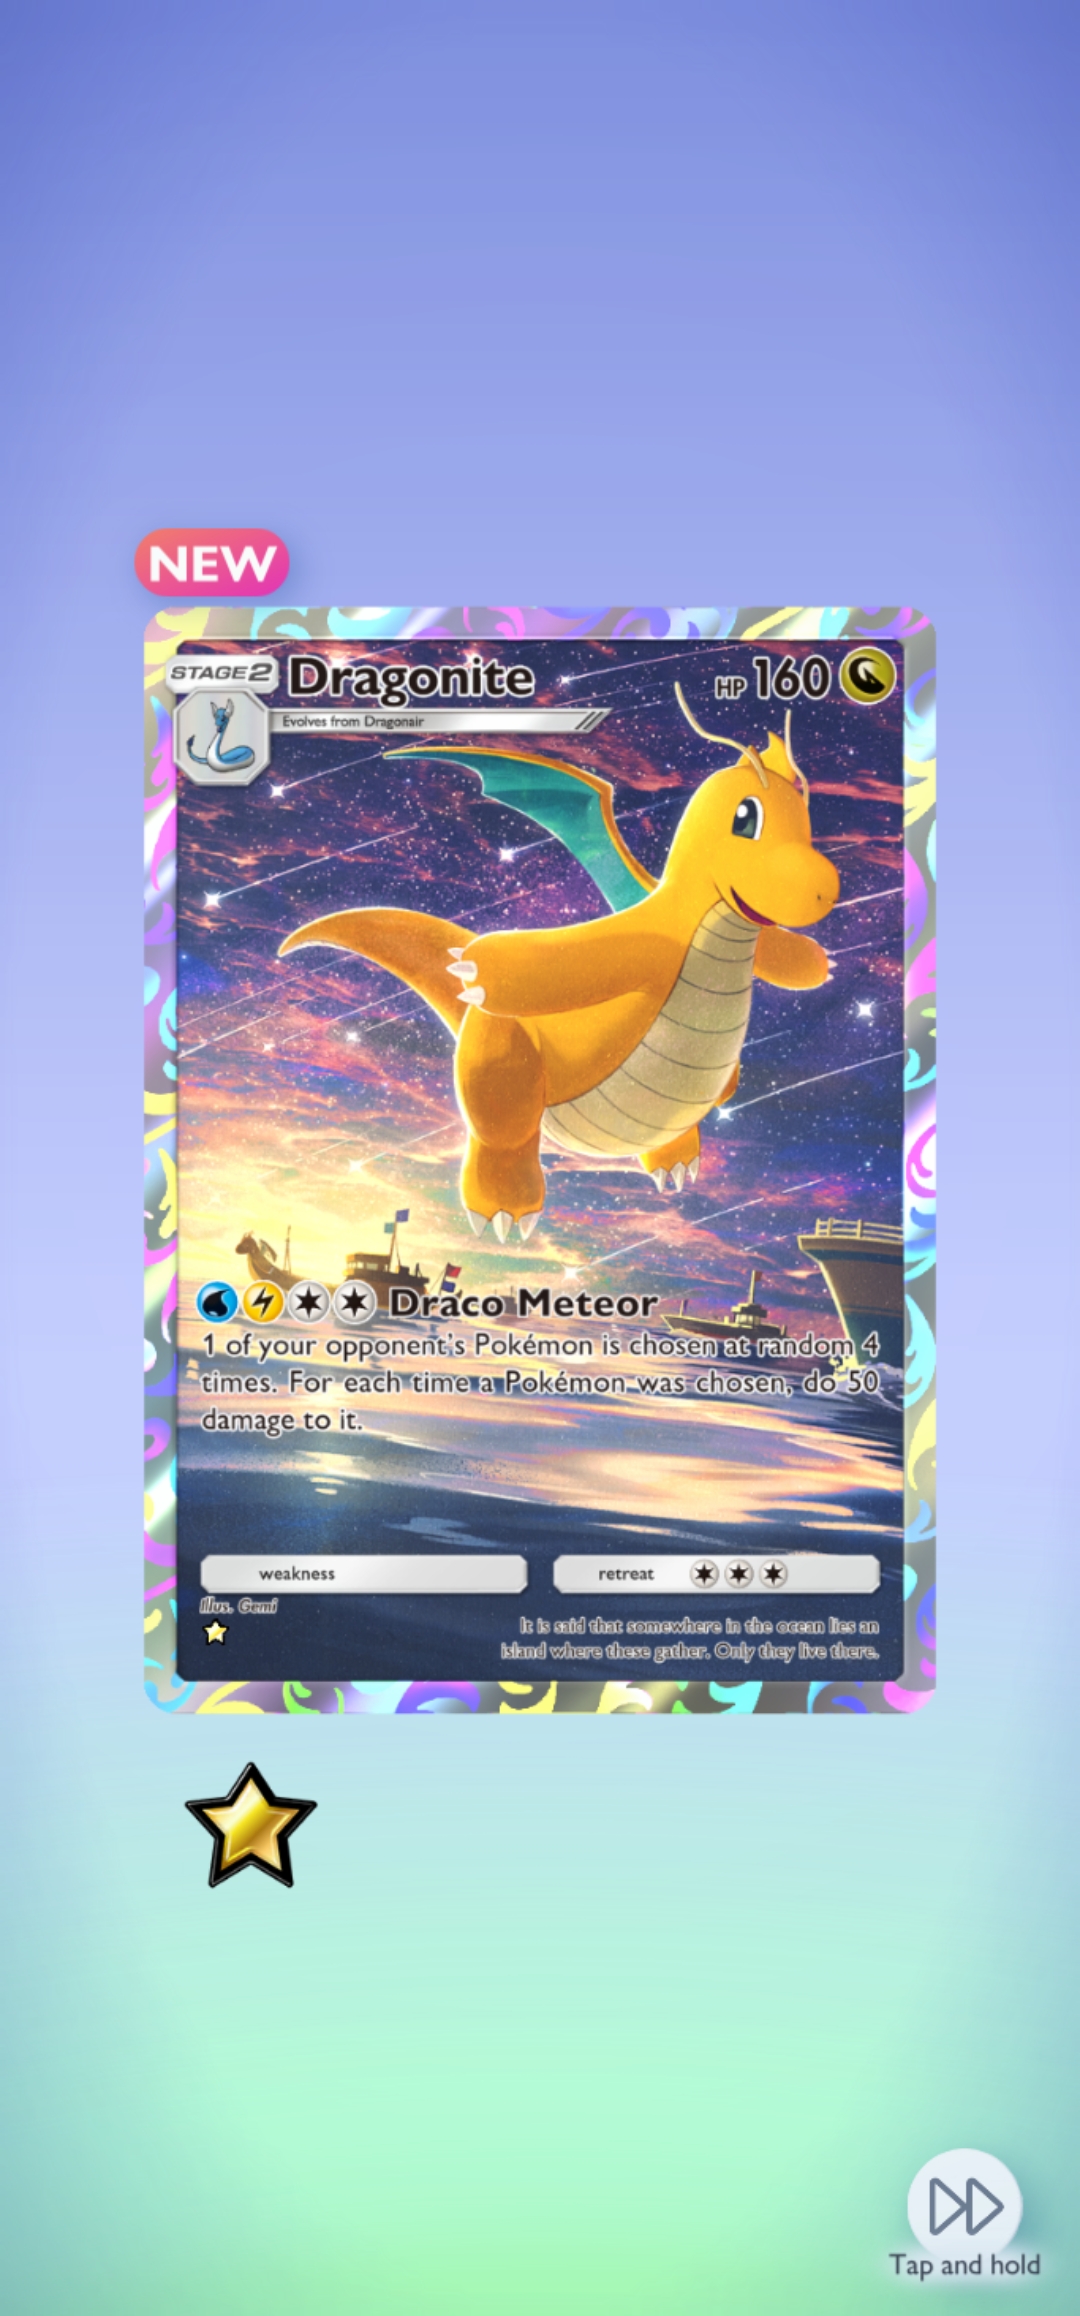 NEW
STAGE2 Dragonite HP 160
Evolves from Dragonair
Draco Meteor
1 of your opponent's Pokémon is chosen at random 4
times. For each time a Pokémon was chosen, do 50
damage to it.
weakness retreat
Illus. Gemi
It is said that somewhere in the ocean lies an
island where these gather. Only they live there.
Tap and hold